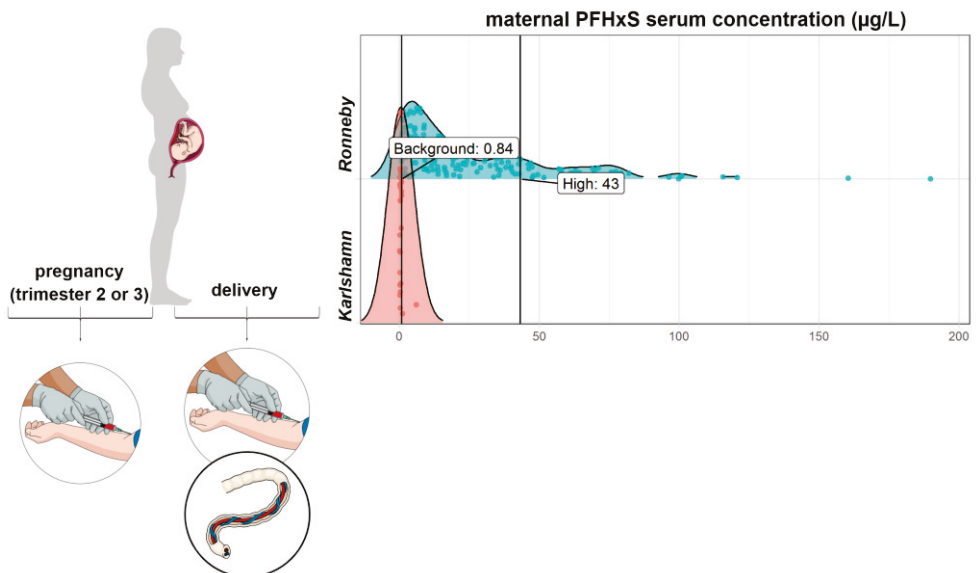 maternal PFHxS serum concentration (µg/L)
Ronneby
Background: 0.84
High: 43
Karlshamn
0
50
100
150
200
pregnancy
(trimester 2 or 3)
delivery